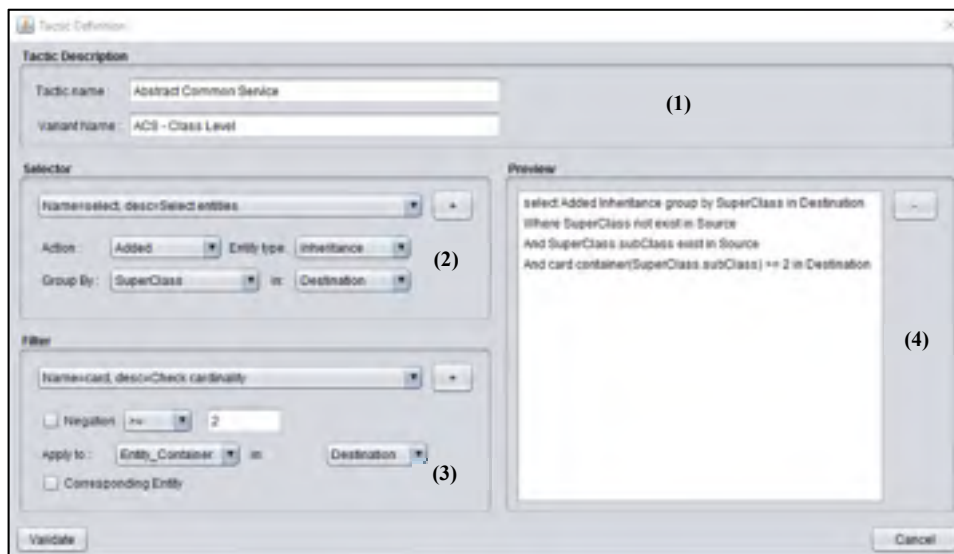 Tactic Definition
Tactic Description
Tactic name : Abstract Common Service
(1)
Variant Name : ACS - Class Level
Selector
Name=select, desc=Select entities +
Action : Added Entity type Inheritance
(2)
Group By : SuperClass in Destination
Filter
Name=card, desc=Check cardinality +
Negation >= 2
Apply to : Entity_Container in Destination
(3)
Corresponding Entity
Preview
select Added Inheritance group by SuperClass in Destination -
Where SuperClass not exist in Source
And SuperClass.subClass exist in Source
And card container(SuperClass.subClass) >= 2 in Destination
(4)
Validate Cancel